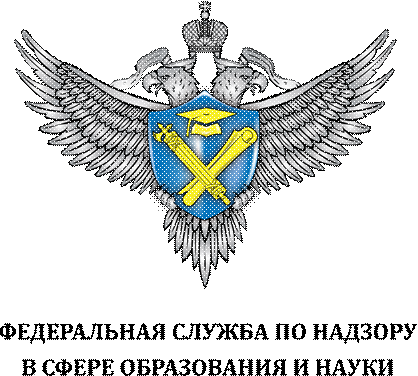 ФЕДЕРАЛЬНАЯ СЛУЖБА ПО НАДЗОРУ
В СФЕРЕ ОБРАЗОВАНИЯ И НАУКИ